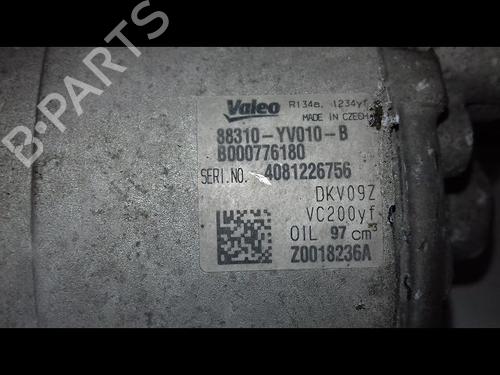 B-PARTS
Valeo R134a, 1234yf
MADE IN CZECH
88310-YV010-B
B000776180
SERI.NO. 4081226756
DKV09Z
VC200yf
OIL 97 cm³
Z0018236A